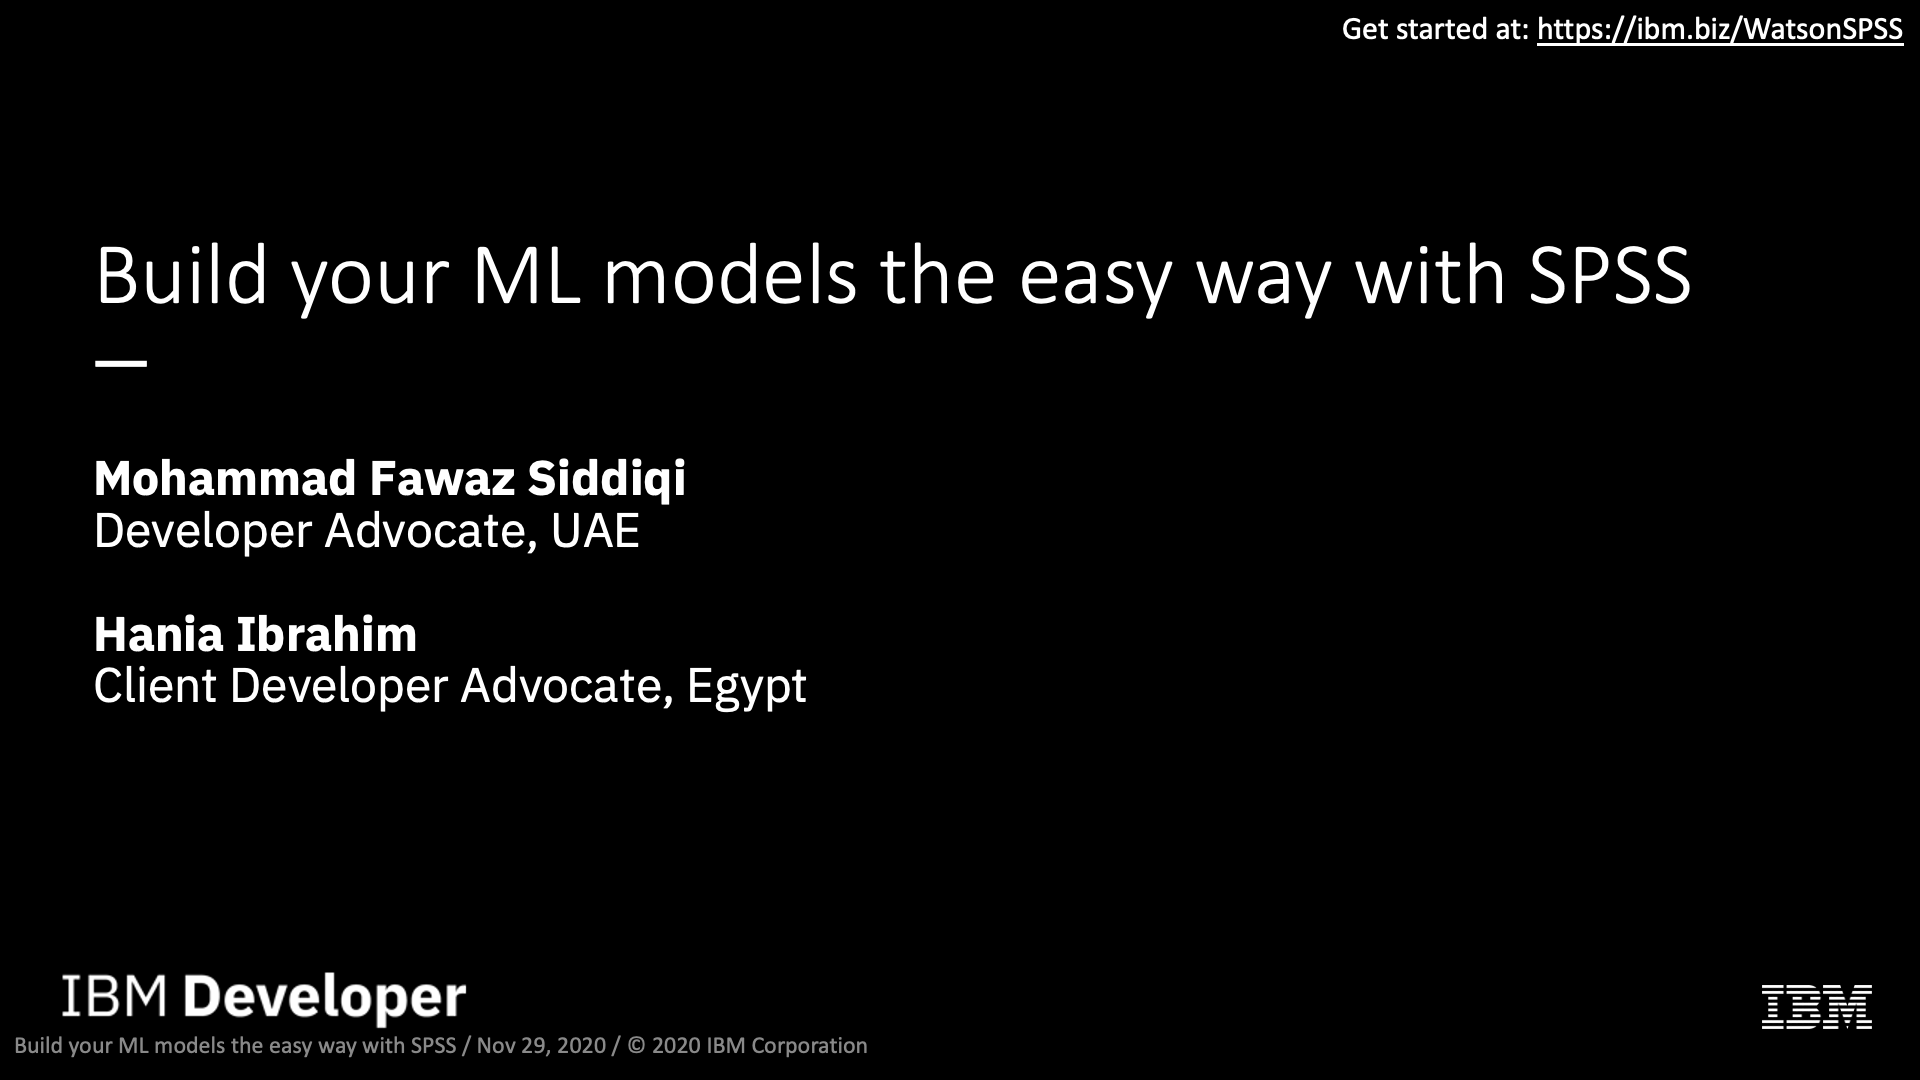 Get started at: https://ibm.biz/WatsonSPSS
Build your ML models the easy way with SPSS
—
Mohammad Fawaz Siddiqi
Developer Advocate, UAE
Hania Ibrahim
Client Developer Advocate, Egypt
IBM Developer
IBM
Build your ML models the easy way with SPSS / Nov 29, 2020 / © 2020 IBM Corporation